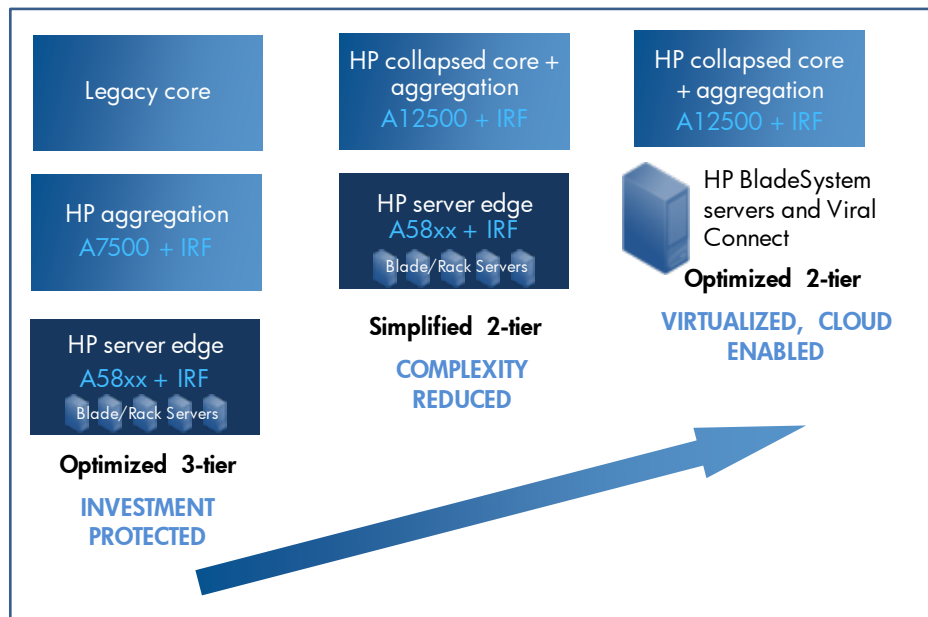 Legacy core
HP aggregation
A7500 + IRF
HP server edge
A58xx + IRF
Blade/Rack Servers
Optimized 3-tier
INVESTMENT
PROTECTED
HP collapsed core +
aggregation
A12500 + IRF
HP server edge
A58xx + IRF
Blade/Rack Servers
Simplified 2-tier
COMPLEXITY
REDUCED
HP collapsed core
+ aggregation
A12500 + IRF
HP BladeSystem
servers and Viral
Connect
Optimized 2-tier
VIRTUALIZED, CLOUD
ENABLED